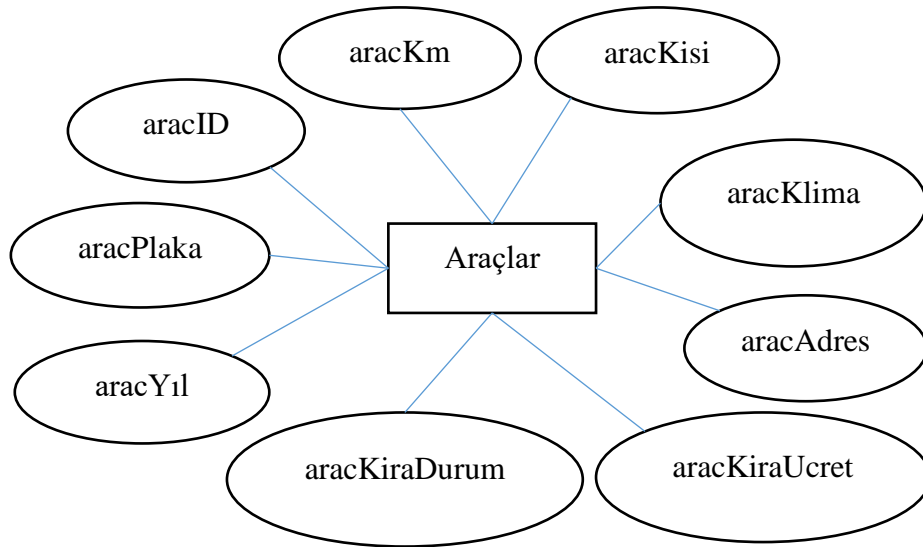 aracKm
aracKisi
aracID
aracKlima
aracPlaka
Araçlar
aracAdres
aracYıl
aracKiraDurum
aracKiraUcret